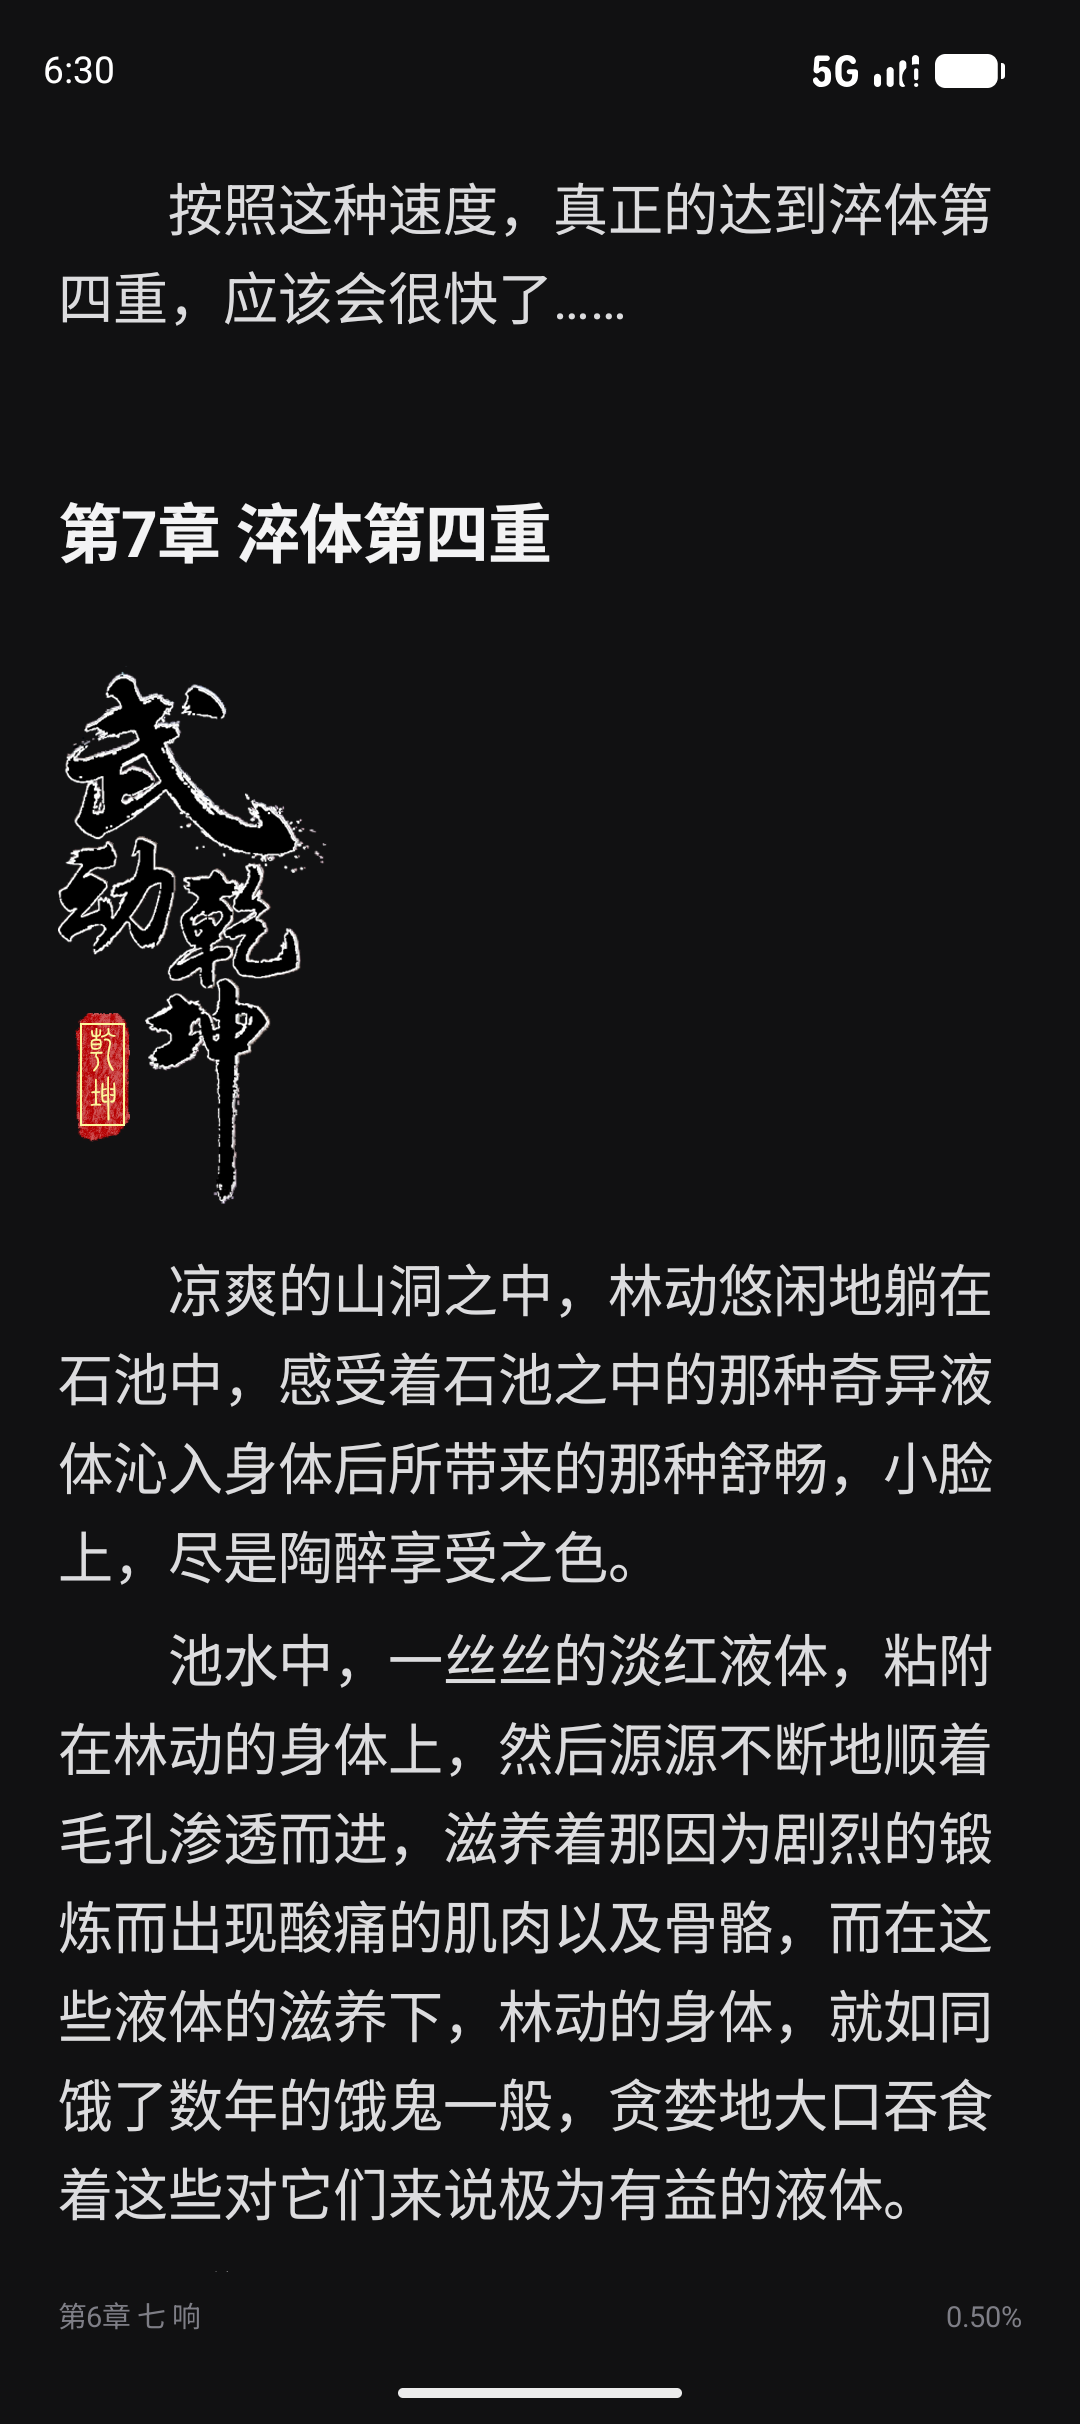 6:30
5G
按照这种速度，真正的达到淬体第
四重，应该会很快了……
第7章 淬体第四重
武
动
乾
坤
乾
坤
凉爽的山洞之中，林动悠闲地躺在
石池中，感受着石池之中的那种奇异液
体沁入身体后所带来的那种舒畅，小脸
上，尽是陶醉享受之色。
池水中，一丝丝的淡红液体，粘附
在林动的身体上，然后源源不断地顺着
毛孔渗透而进，滋养着那因为剧烈的锻
炼而出现酸痛的肌肉以及骨骼，而在这
些液体的滋养下，林动的身体，就如同
饿了数年的饿鬼一般，贪婪地大口吞食
着这些对它们来说极为有益的液体。
第6章 七 响
0.50%